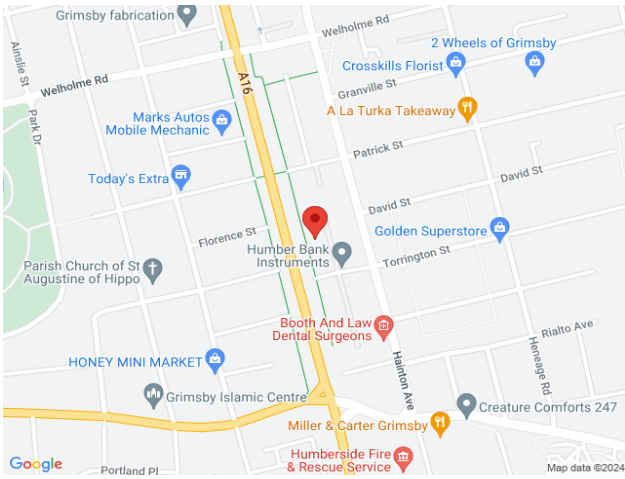 Grimsby fabrication
Welholme Rd
2 Wheels of Grimsby
Ainslie St
Crosskills Florist
A16
Welholme Rd
Granville St
A La Turka Takeaway
Park Dr
Marks Autos
Mobile Mechanic
Patrick St
Today's Extra
David St
David St
Florence St
Golden Superstore
Humber Bank
Instruments
Torrington St
Parish Church of St
Augustine of Hippo
Booth And Law
Dental Surgeons
Rialto Ave
HONEY MINI MARKET
Hainton Ave
Heneage Rd
Grimsby Islamic Centre
Creature Comforts 247
Miller & Carter Grimsby
Humberside Fire
& Rescue Service
Google
Portland Pl
Map data ©2024